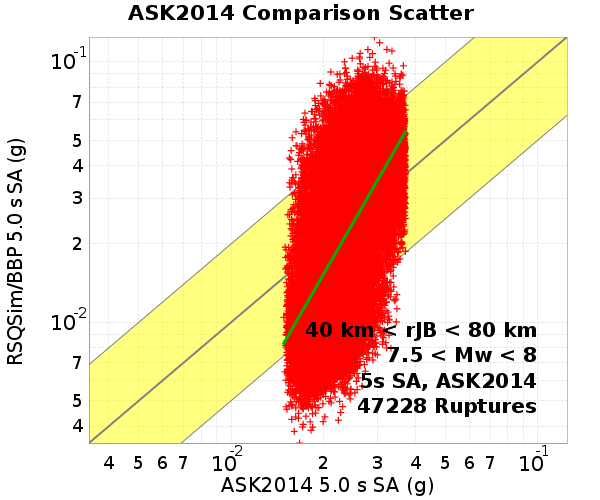 ASK2014 Comparison Scatter
RSQSim/BBP 5.0 s SA (g)
10-1
7
5
4
3
2
10-2
7
5
4
40 km < rJB < 80 km
7.5 < Mw < 8
5s SA, ASK2014
47228 Ruptures
4 5 6 7 10-2 2 3 4 5 6 7 10-1
ASK2014 5.0 s SA (g)